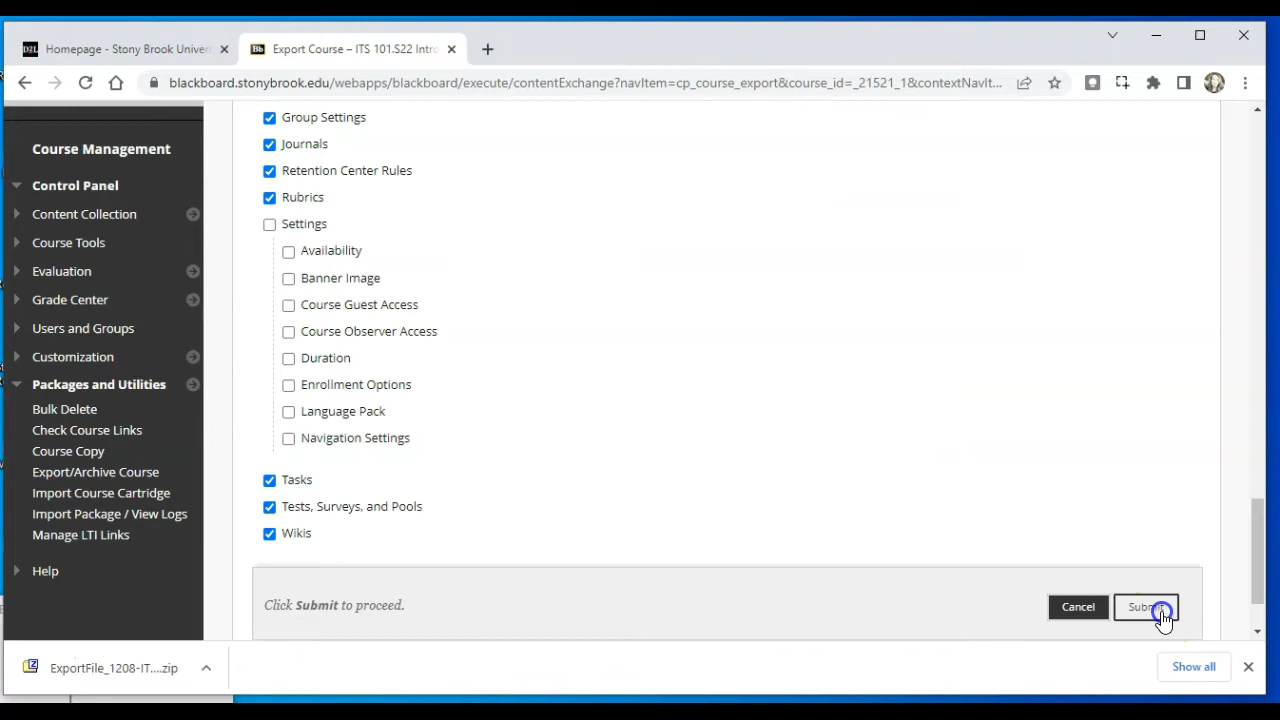 D2L Homepage - Stony Brook Univer
Bb Export Course – ITS 101.S22 Intr
blackboard.stonybrook.edu/webapps/blackboard/execute/contentExchange?navItem=cp_course_export&course_id=_21521_1&contextNavIt...
Course Management
Control Panel
Content Collection
Course Tools
Evaluation
Grade Center
Users and Groups
Customization
Packages and Utilities
Bulk Delete
Check Course Links
Course Copy
Export/Archive Course
Import Course Cartridge
Import Package / View Logs
Manage LTI Links
Help
Group Settings
Journals
Retention Center Rules
Rubrics
Settings
Availability
Banner Image
Course Guest Access
Course Observer Access
Duration
Enrollment Options
Language Pack
Navigation Settings
Tasks
Tests, Surveys, and Pools
Wikis
Click Submit to proceed.
Cancel
Submit
ExportFile_1208-IT....zip
Show all